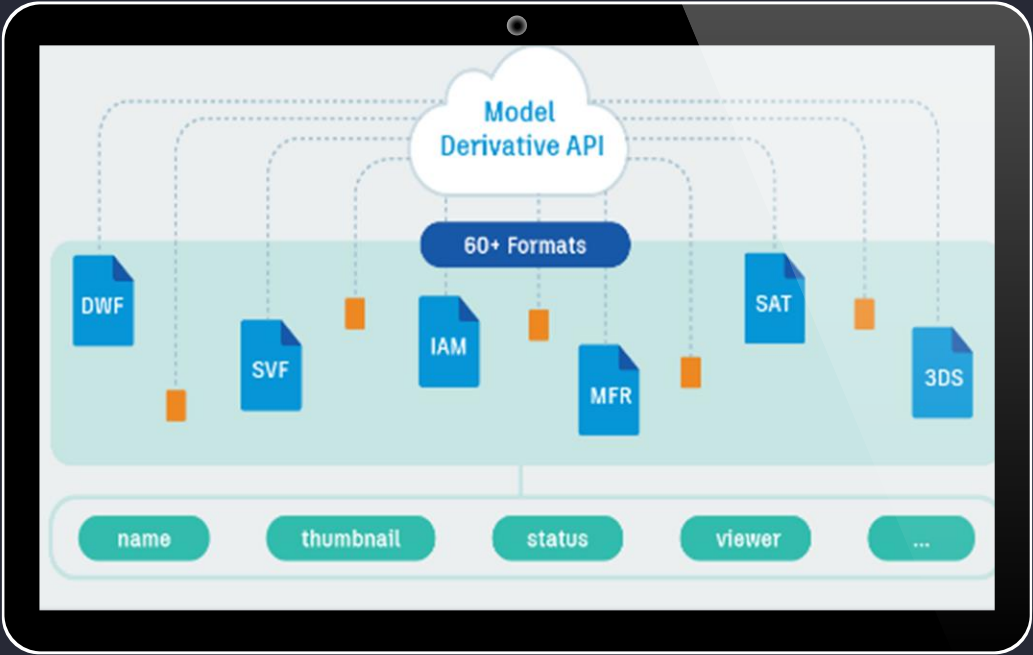 Model
Derivative API
60+ Formats
DWF
SVF
IAM
MFR
SAT
3DS
name
thumbnail
status
viewer
...